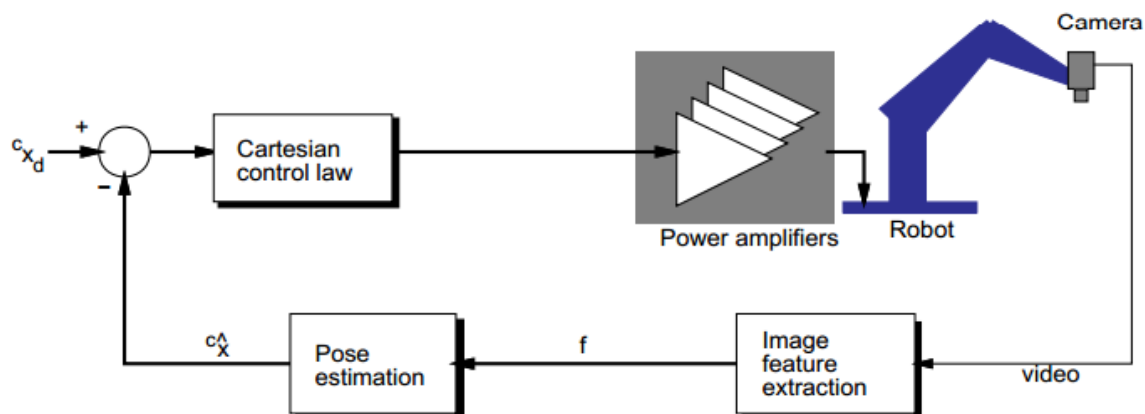 Camera
+
c
x
d
−
Cartesian
control law
Power amplifiers
Robot
c
x̂
Pose
estimation
f
Image
feature
extraction
video